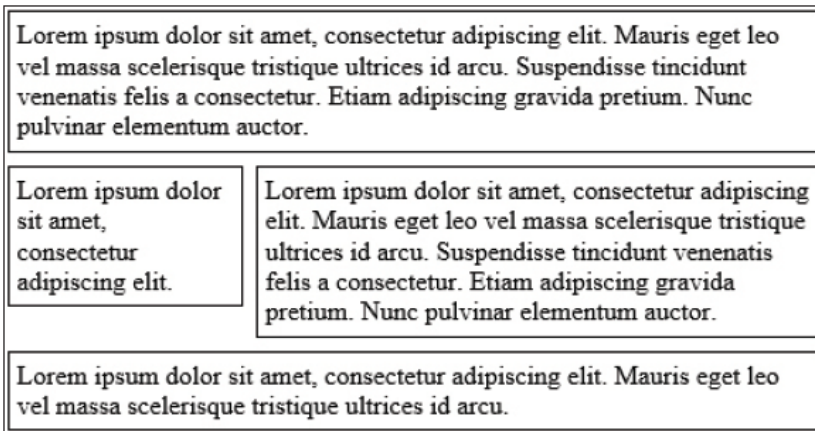 Lorem ipsum dolor sit amet, consectetur adipiscing elit. Mauris eget leo
vel massa scelerisque tristique ultrices id arcu. Suspendisse tincidunt
venenatis felis a consectetur. Etiam adipiscing gravida pretium. Nunc
pulvinar elementum auctor.
Lorem ipsum dolor
sit amet,
consectetur
adipiscing elit.
Lorem ipsum dolor sit amet, consectetur adipiscing
elit. Mauris eget leo vel massa scelerisque tristique
ultrices id arcu. Suspendisse tincidunt venenatis
felis a consectetur. Etiam adipiscing gravida
pretium. Nunc pulvinar elementum auctor.
Lorem ipsum dolor sit amet, consectetur adipiscing elit. Mauris eget leo
vel massa scelerisque tristique ultrices id arcu.